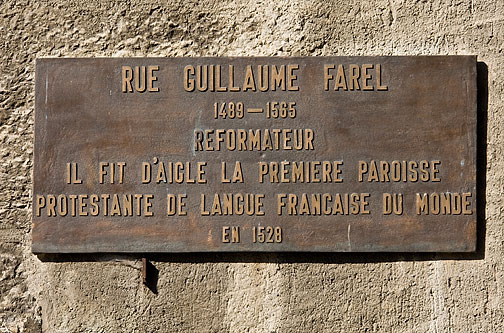 RUE GUILLAUME FAREL
1489—1565
REFORMATEUR
IL FIT D'AIGLE LA PREMIERE PAROISSE
PROTESTANTE DE LANGUE FRANÇAISE DU MONDE
EN 1528